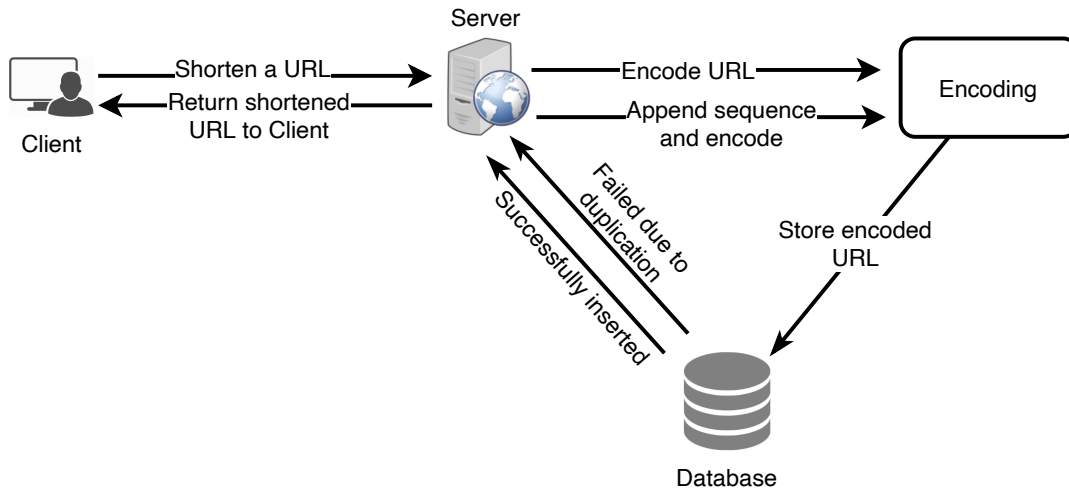 Server
Shorten a URL
Return shortened
URL to Client
Client
Encode URL
Append sequence
and encode
Encoding
Failed due to
duplication
Successfully inserted
Store encoded
URL
Database